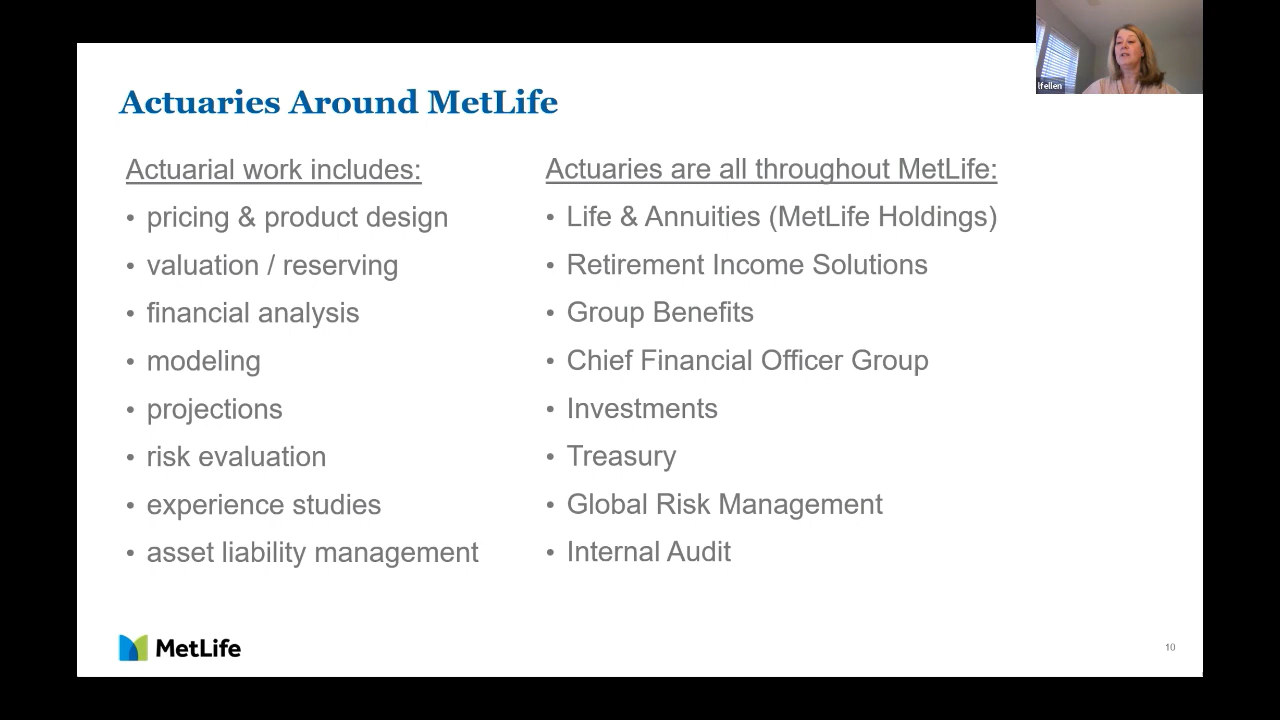 Actuaries Around MetLife
Actuarial work includes:
• pricing & product design
• valuation / reserving
• financial analysis
• modeling
• projections
• risk evaluation
• experience studies
• asset liability management
Actuaries are all throughout MetLife:
• Life & Annuities (MetLife Holdings)
• Retirement Income Solutions
• Group Benefits
• Chief Financial Officer Group
• Investments
• Treasury
• Global Risk Management
• Internal Audit
MetLife
10
lfellen